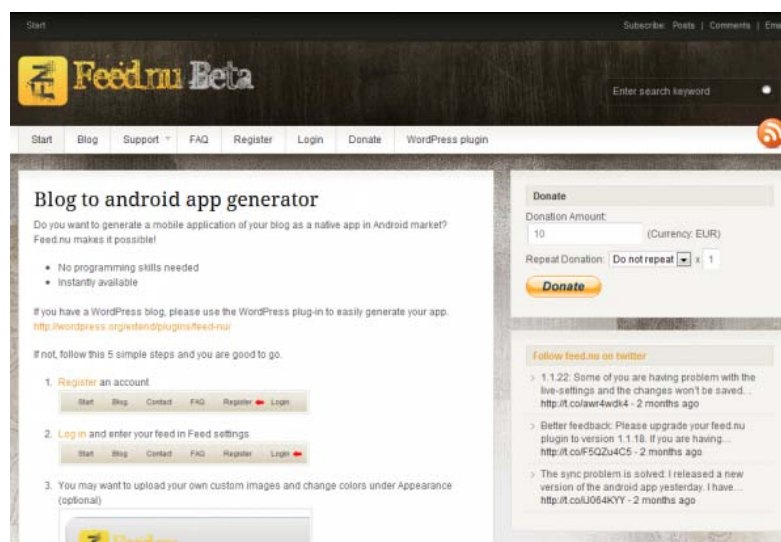 Start
Subscribe: Posts | Comments | Ema
FN
Feed.nu Beta
Enter search keyword
Start Blog Support FAQ Register Login Donate WordPress plugin
Blog to android app generator
Do you want to generate a mobile application of your blog as a native app in Android market?
Feed.nu makes it possible!
No programming skills needed
Instantly available
If you have a WordPress blog, please use the WordPress plug-in to easily generate your app.
http://wordpress.org/extend/plugins/feed-nu/
If not, follow this 5 simple steps and you are good to go.
1. Register an account
Start Blog Contact FAQ Register Login
2. Log in and enter your feed in Feed settings
Start Blog Contact FAQ Register Login
3. You may want to upload your own custom images and change colors under Appearance
(optional)
Donate
Donation Amount:
10 (Currency: EUR)
Repeat Donation: Do not repeat x 1
Donate
Follow feed.nu on twitter
1.1.22: Some of you are having problem with the
live-settings and the changes won't be saved...
http://t.co/awr4wdk4 - 2 months ago
Better feedback: Please upgrade your feed.nu
plugin to version 1.1.18. If you are having...
http://t.co/F5QZu4C5 - 2 months ago
The sync problem is solved: I released a new
version of the android app yesterday. I have...
http://t.co/iJ064KYY - 2 months ago